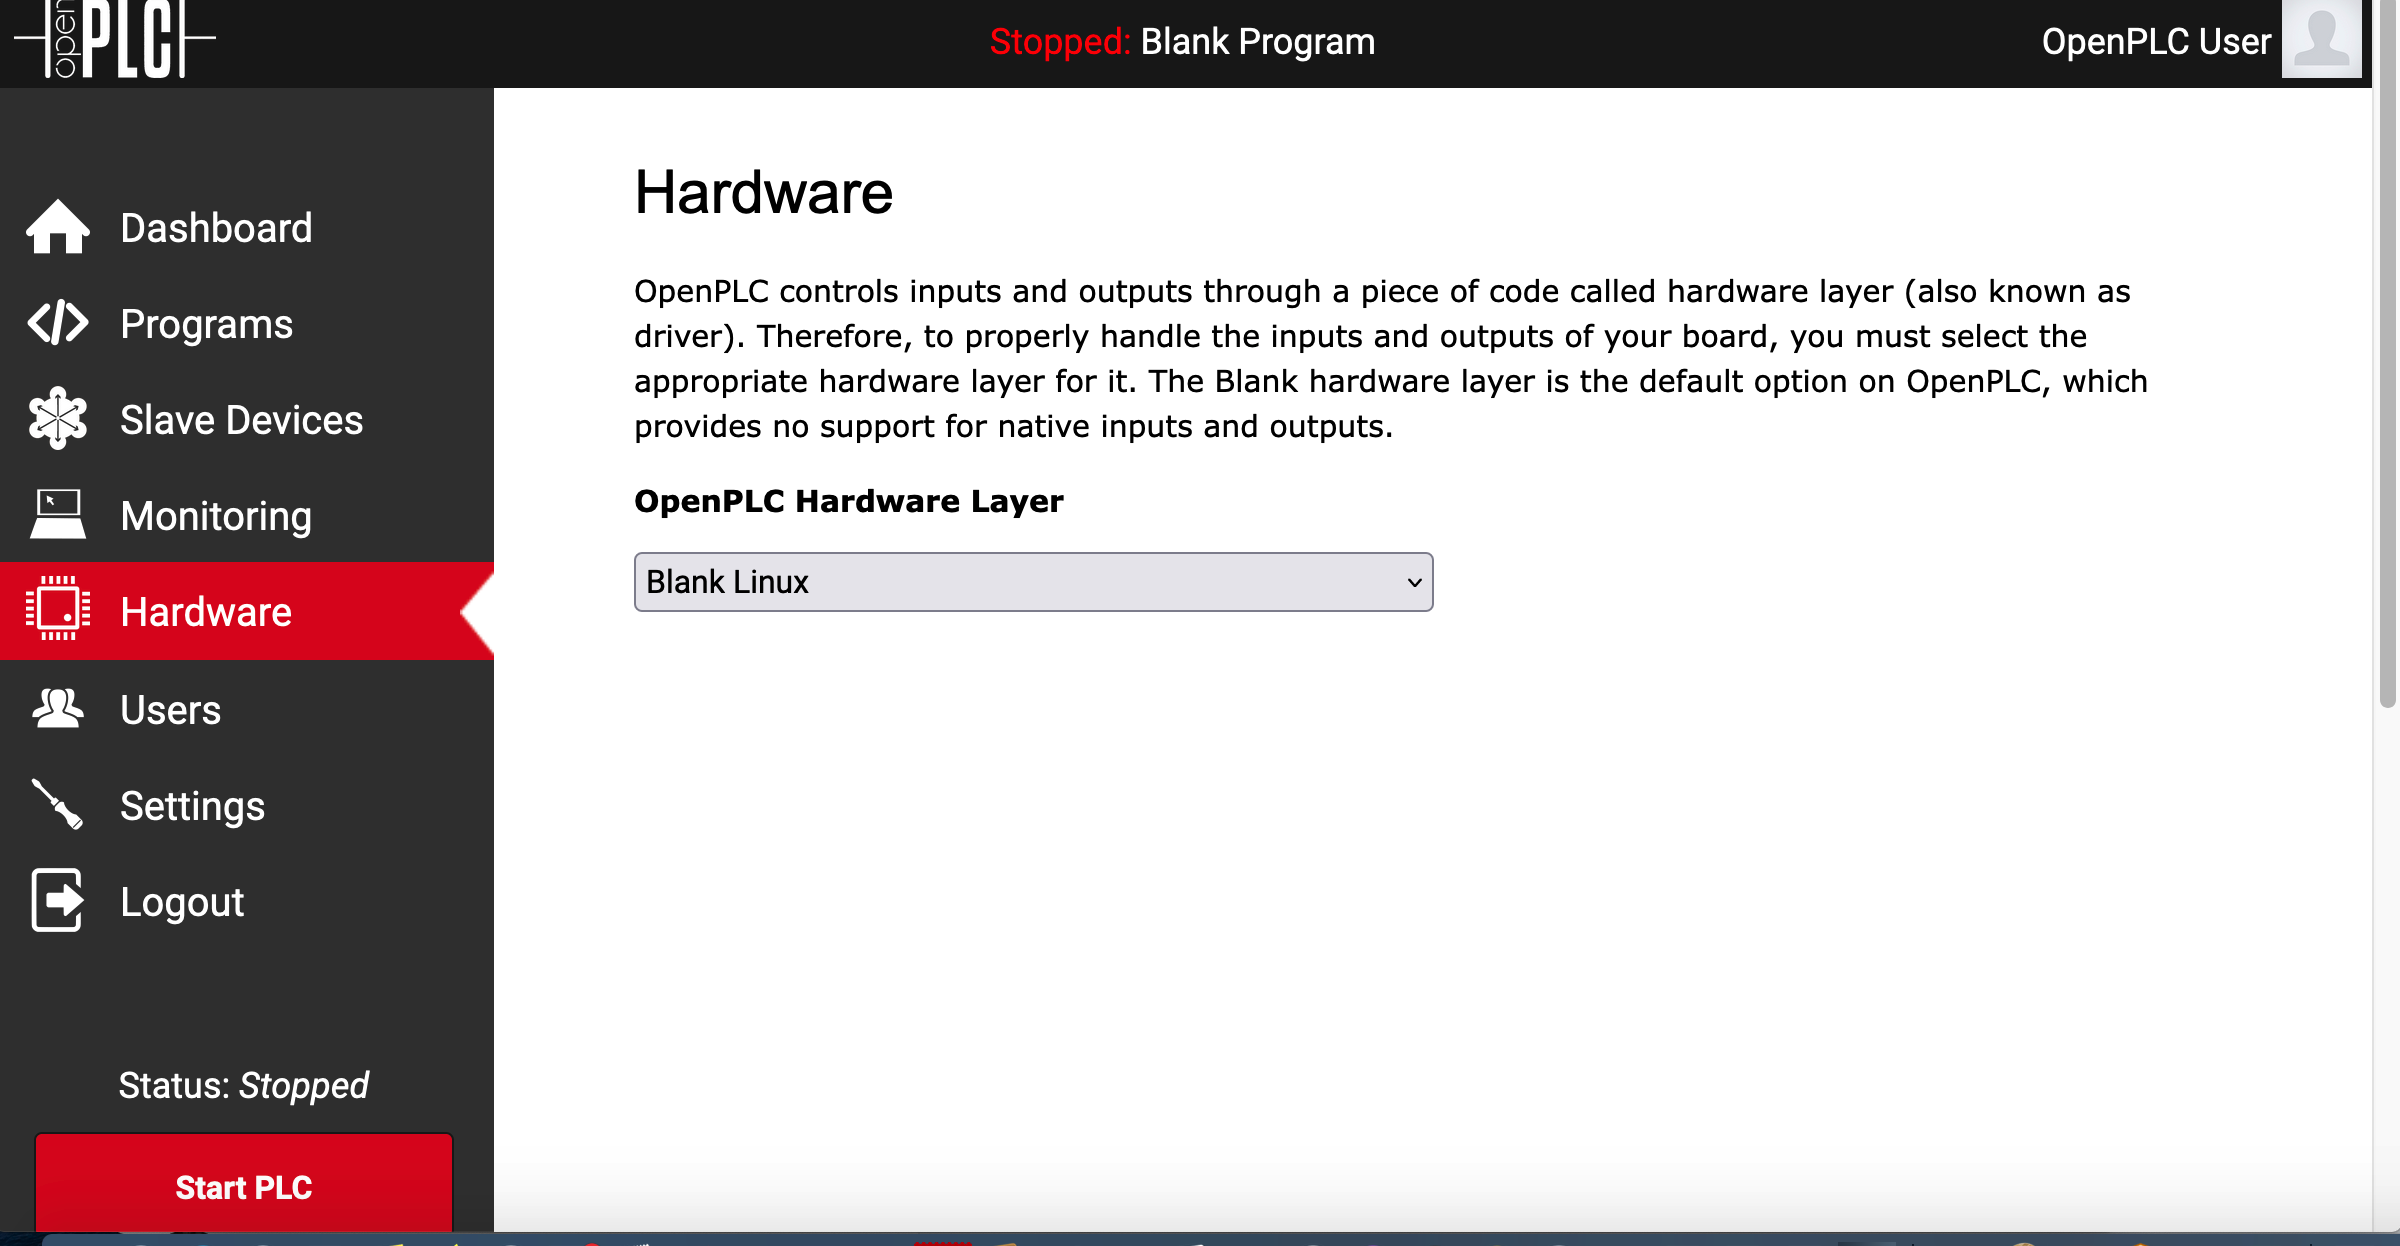 open PLC
Stopped: Blank Program
OpenPLC User
Dashboard
Programs
Slave Devices
Monitoring
Hardware
Users
Settings
Logout
Status: Stopped
Start PLC
Hardware
OpenPLC controls inputs and outputs through a piece of code called hardware layer (also known as
driver). Therefore, to properly handle the inputs and outputs of your board, you must select the
appropriate hardware layer for it. The Blank hardware layer is the default option on OpenPLC, which
provides no support for native inputs and outputs.
OpenPLC Hardware Layer
Blank Linux